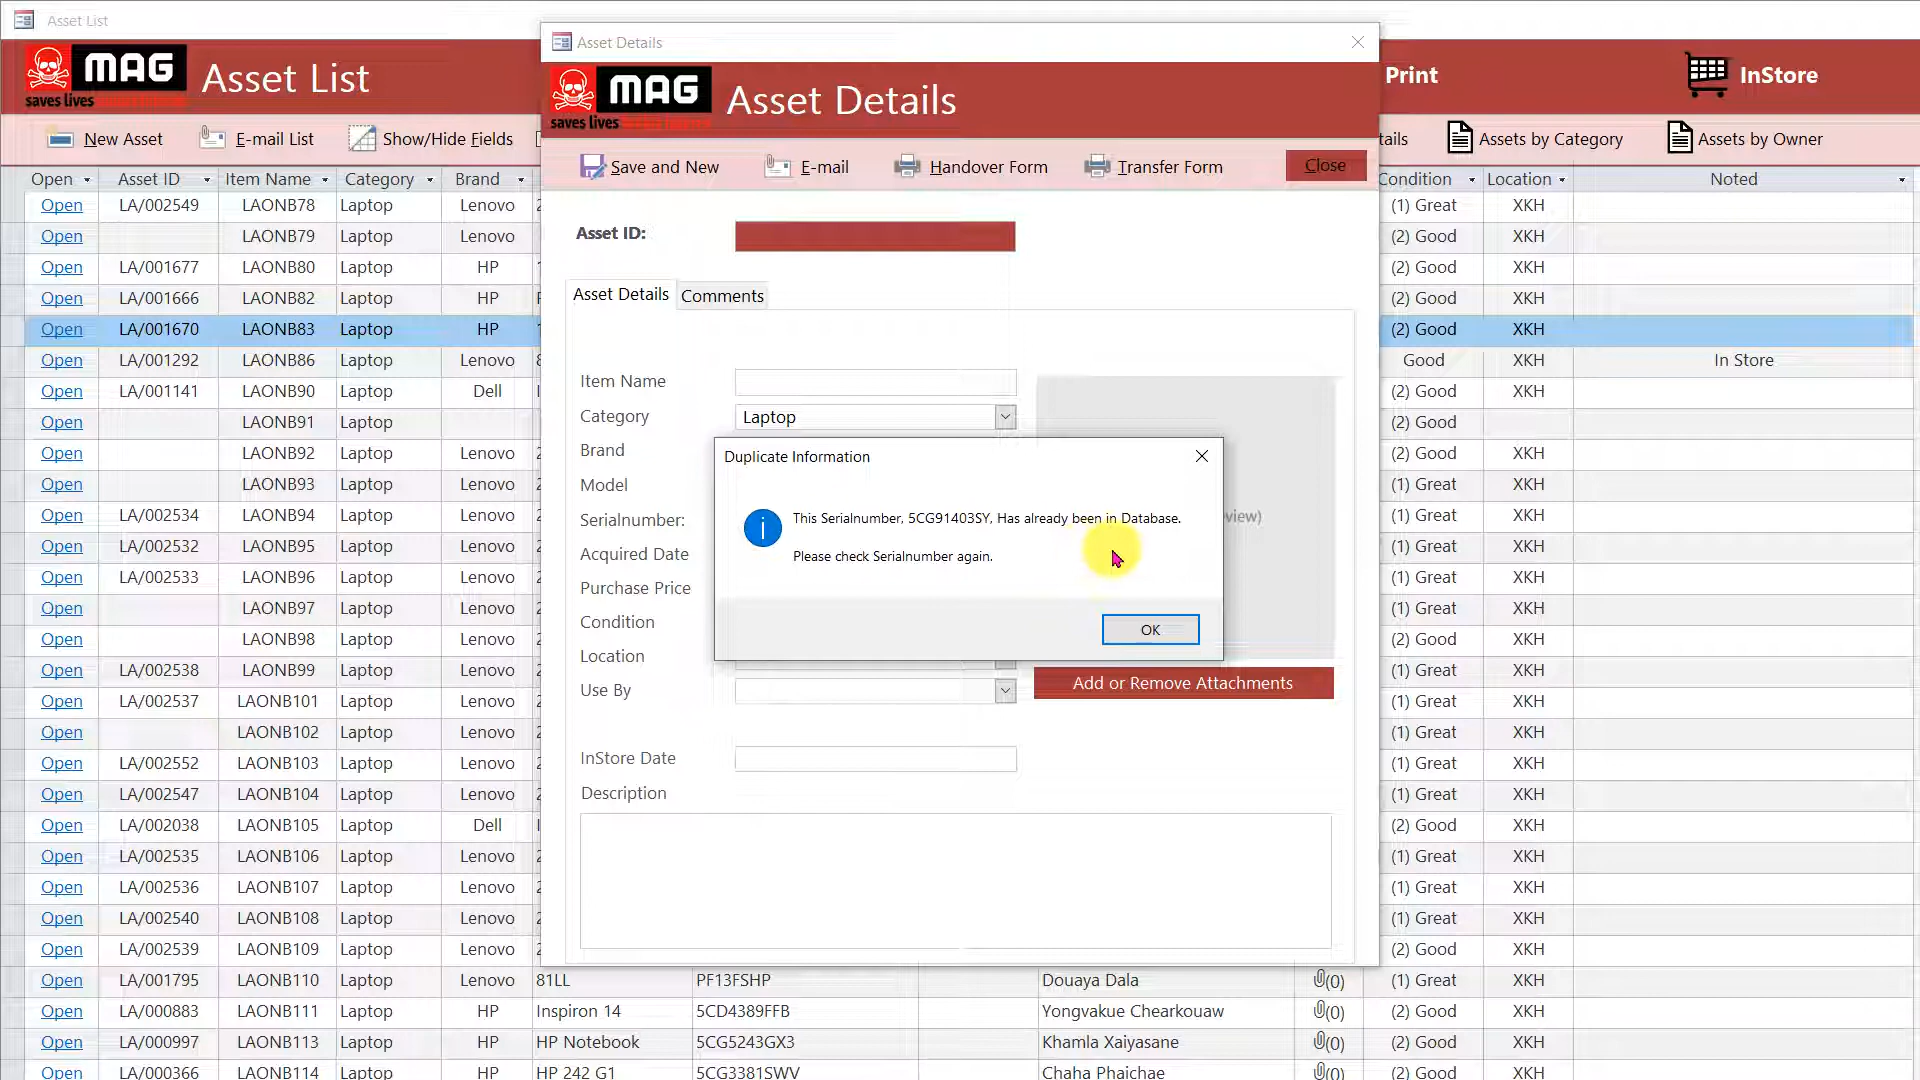 Asset List
Asset Details
MAG
saves lives
Asset List
MAG
saves lives
Asset Details
Print
InStore
New Asset
E-mail List
Show/Hide Fields
Save and New
E-mail
Handover Form
Transfer Form
Close
tails
Assets by Category
Assets by Owner
Open Asset ID Item Name Category Brand Condition Location Noted
Open LA/002549 LAONB78 Laptop Lenovo 2 (1) Great XKH
Open LAONB79 Laptop Lenovo (2) Good XKH
Open LA/001677 LAONB80 Laptop HP (2) Good XKH
Open LA/001666 LAONB82 Laptop HP (2) Good XKH
Open LA/001670 LAONB83 Laptop HP (2) Good XKH
Open LA/001292 LAONB86 Laptop Lenovo 8 Good XKH In Store
Open LA/001141 LAONB90 Laptop Dell I (2) Good XKH
Open LAONB91 Laptop (2) Good
Open LAONB92 Laptop Lenovo 2 (2) Good XKH
Open LAONB93 Laptop Lenovo 2 (1) Great XKH
Open LA/002534 LAONB94 Laptop Lenovo 2 (1) Great XKH
Open LA/002532 LAONB95 Laptop Lenovo 2 (1) Great XKH
Open LA/002533 LAONB96 Laptop Lenovo 2 (1) Great XKH
Open LAONB97 Laptop Lenovo 2 (1) Great XKH
Open LAONB98 Laptop Lenovo 2 (2) Good XKH
Open LA/002538 LAONB99 Laptop Lenovo 2 (1) Great XKH
Open LA/002537 LAONB101 Laptop Lenovo 2 (1) Great XKH
Open LAONB102 Laptop Lenovo 2 (1) Great XKH
Open LA/002552 LAONB103 Laptop Lenovo 2 (1) Great XKH
Open LA/002547 LAONB104 Laptop Lenovo 2 (1) Great XKH
Open LA/002038 LAONB105 Laptop Dell I (2) Good XKH
Open LA/002535 LAONB106 Laptop Lenovo 2 (1) Great XKH
Open LA/002536 LAONB107 Laptop Lenovo 2 (1) Great XKH
Open LA/002540 LAONB108 Laptop Lenovo 2 (1) Great XKH
Open LA/002539 LAONB109 Laptop Lenovo 2 (2) Good XKH
Open LA/001795 LAONB110 Laptop Lenovo 81LL PF13FSHP Douaya Dala (0) (1) Great XKH
Open LA/000883 LAONB111 Laptop HP Inspiron 14 5CD4389FFB Yongvakue Chearkouaw (0) (2) Good XKH
Open LA/000997 LAONB113 Laptop HP HP Notebook 5CG5243GX3 Khamla Xaiyasane (0) (2) Good XKH
Open LA/000366 LAONB114 Laptop HP HP 242 G1 5CG3381SWV Chaha Phaichae (0) (2) Good XKH
Asset ID:
Asset Details
Comments
Item Name
Category Laptop
Brand
Model
Serialnumber:
Acquired Date
Purchase Price
Condition
Location
Use By
InStore Date
Description
view)
Add or Remove Attachments
Duplicate Information
This Serialnumber, 5CG91403SY, Has already been in Database.
Please check Serialnumber again.
OK